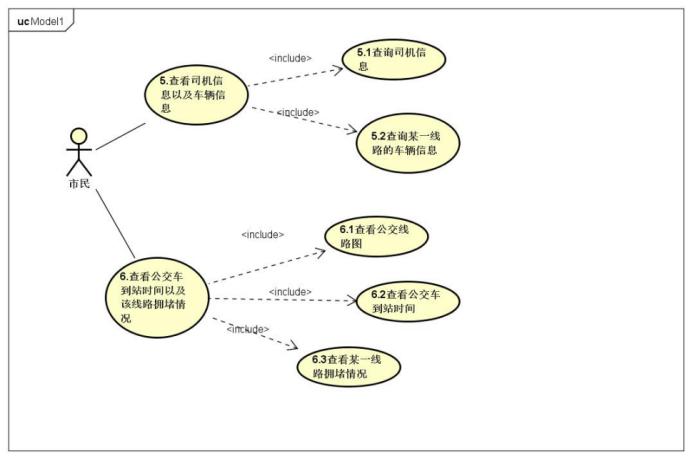 uc Model1
<include>
5.1查询司机信
息
5.查看司机信
息以及车辆信
息
<include>
5.2查询某一线
路的车辆信息
市民
<include>
6.1查看公交线
路图
6.查看公交车
到站时间以及
该线路拥堵情
况
<include>
6.2查看公交车
到站时间
<include>
6.3查看某一线
路拥堵情况